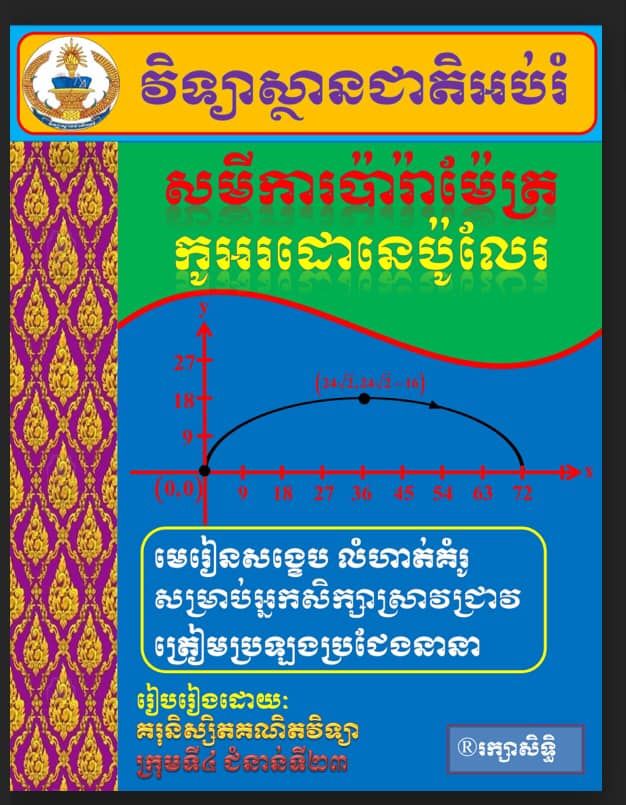 វិទ្យាស្ថានជាតិអប់រំ
សមីការប៉ារ៉ាម៉ែត្រ
កូអរដោនេប៉ូលែរ
y
27
18
9
(24√2,24√2−16)
(0,0)
9 18 27 36 45 54 63 72
x
មេរៀនសង្ខេប លំហាត់គំរូ
សម្រាប់អ្នកសិក្សាស្រាវជ្រាវ
ត្រៀមប្រឡងប្រជែងនានា
រៀបរៀងដោយ:
គរុនិស្សិតគណិតវិទ្យា
ក្រុមទី៤ ជំនាន់ទី២៣
®រក្សាសិទ្ធិ